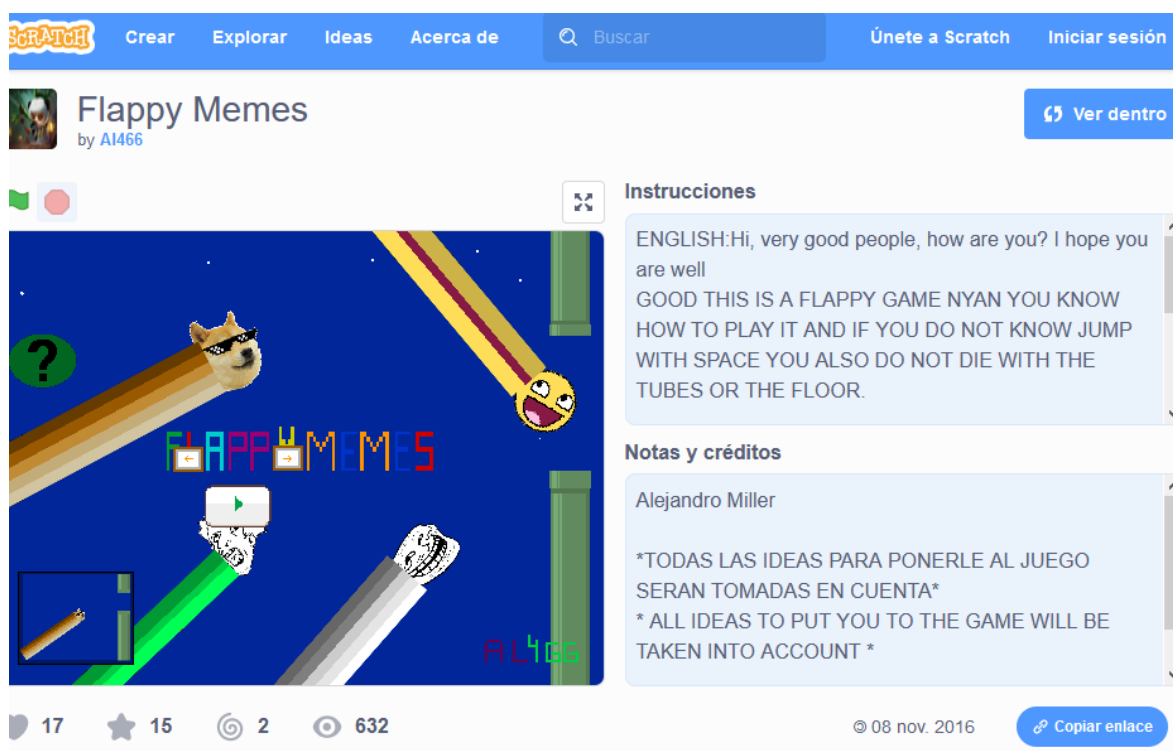 SCRATCH Crear Explorar Ideas Acerca de Buscar Únete a Scratch Iniciar sesión
Flappy Memes
by Al466
Ver dentro
Instrucciones
ENGLISH:Hi, very good people, how are you? I hope you
are well
GOOD THIS IS A FLAPPY GAME NYAN YOU KNOW
HOW TO PLAY IT AND IF YOU DO NOT KNOW JUMP
WITH SPACE YOU ALSO DO NOT DIE WITH THE
TUBES OR THE FLOOR.
?
FLAPPY MEMES
AL466
Notas y créditos
Alejandro Miller
*TODAS LAS IDEAS PARA PONERLE AL JUEGO
SERAN TOMADAS EN CUENTA*
* ALL IDEAS TO PUT YOU TO THE GAME WILL BE
TAKEN INTO ACCOUNT *
17 15 2 632
08 nov. 2016
Copiar enlace